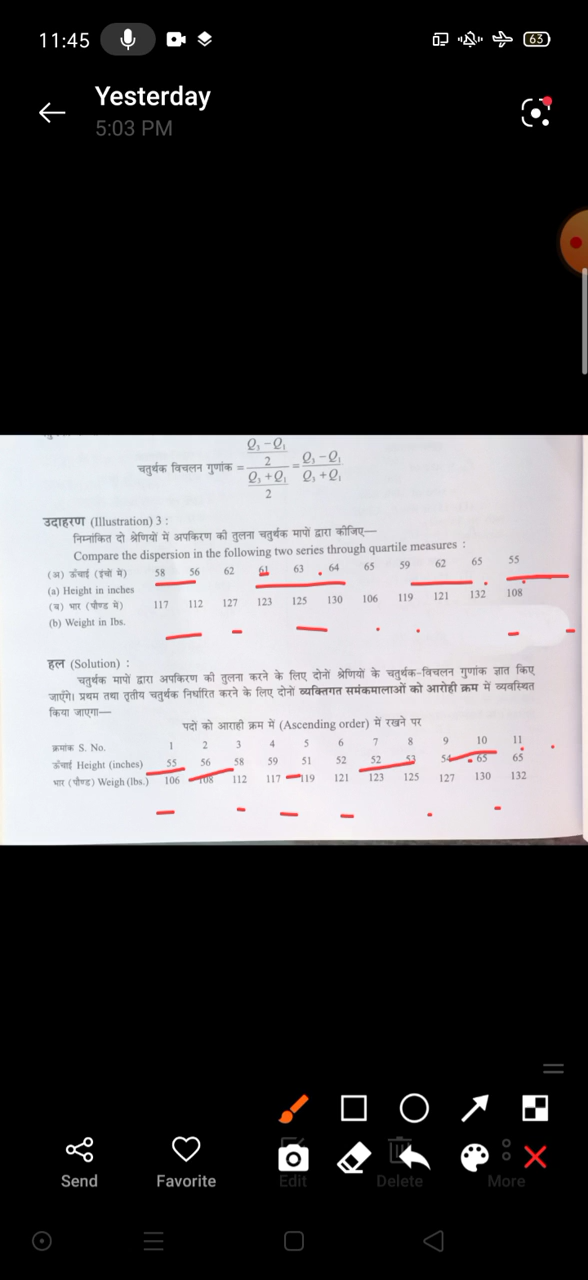 11:45
63
Yesterday
5:03 PM
चतुर्थक विचलन गुणांक = (Q₃ – Q₁ / 2) / (Q₃ + Q₁ / 2) = Q₃ – Q₁ / Q₃ + Q₁
उदाहरण (Illustration) 3 :
निम्नांकित दो श्रेणियों में अपकिरण की तुलना चतुर्थक मापों द्वारा कीजिए—
Compare the dispersion in the following two series through quartile measures :
(अ) ऊँचाई (इंचों में) 58 56 62 61 63 64 65 59 62 65 55
(a) Height in inches
(ब) भार (पौण्ड में) 117 112 127 123 125 130 106 119 121 132 108
(b) Weight in Ibs.
हल (Solution) :
चतुर्थक मापों द्वारा अपकिरण की तुलना करने के लिए दोनों श्रेणियों के चतुर्थक-विचलन गुणांक ज्ञात किए
जाएँगे। प्रथम तथा तृतीय चतुर्थक निर्धारित करने के लिए दोनों व्यक्तिगत समंकमालाओं को आरोही क्रम में व्यवस्थित
किया जाएगा—
पदों को आराही क्रम में (Ascending order) में रखने पर
क्रमांक S. No. 1 2 3 4 5 6 7 8 9 10 11
ऊँचाई Height (inches) 55 56 58 59 51 52 52 53 54 65 65
भार (पौण्ड) Weigh (lbs.) 106 108 112 117 119 121 123 125 127 130 132
Send
Favorite
Edit
Delete
More